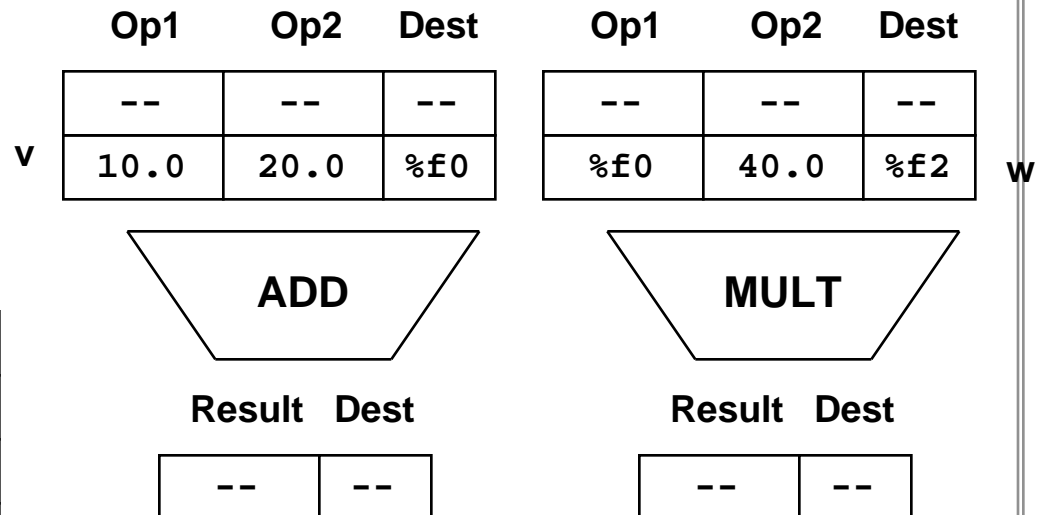 Op1 Op2 Dest Op1 Op2 Dest
-- -- -- -- -- --
v 10.0 20.0 %f0 %f0 40.0 %f2 w
ADD MULT
Result Dest Result Dest
-- -- -- --